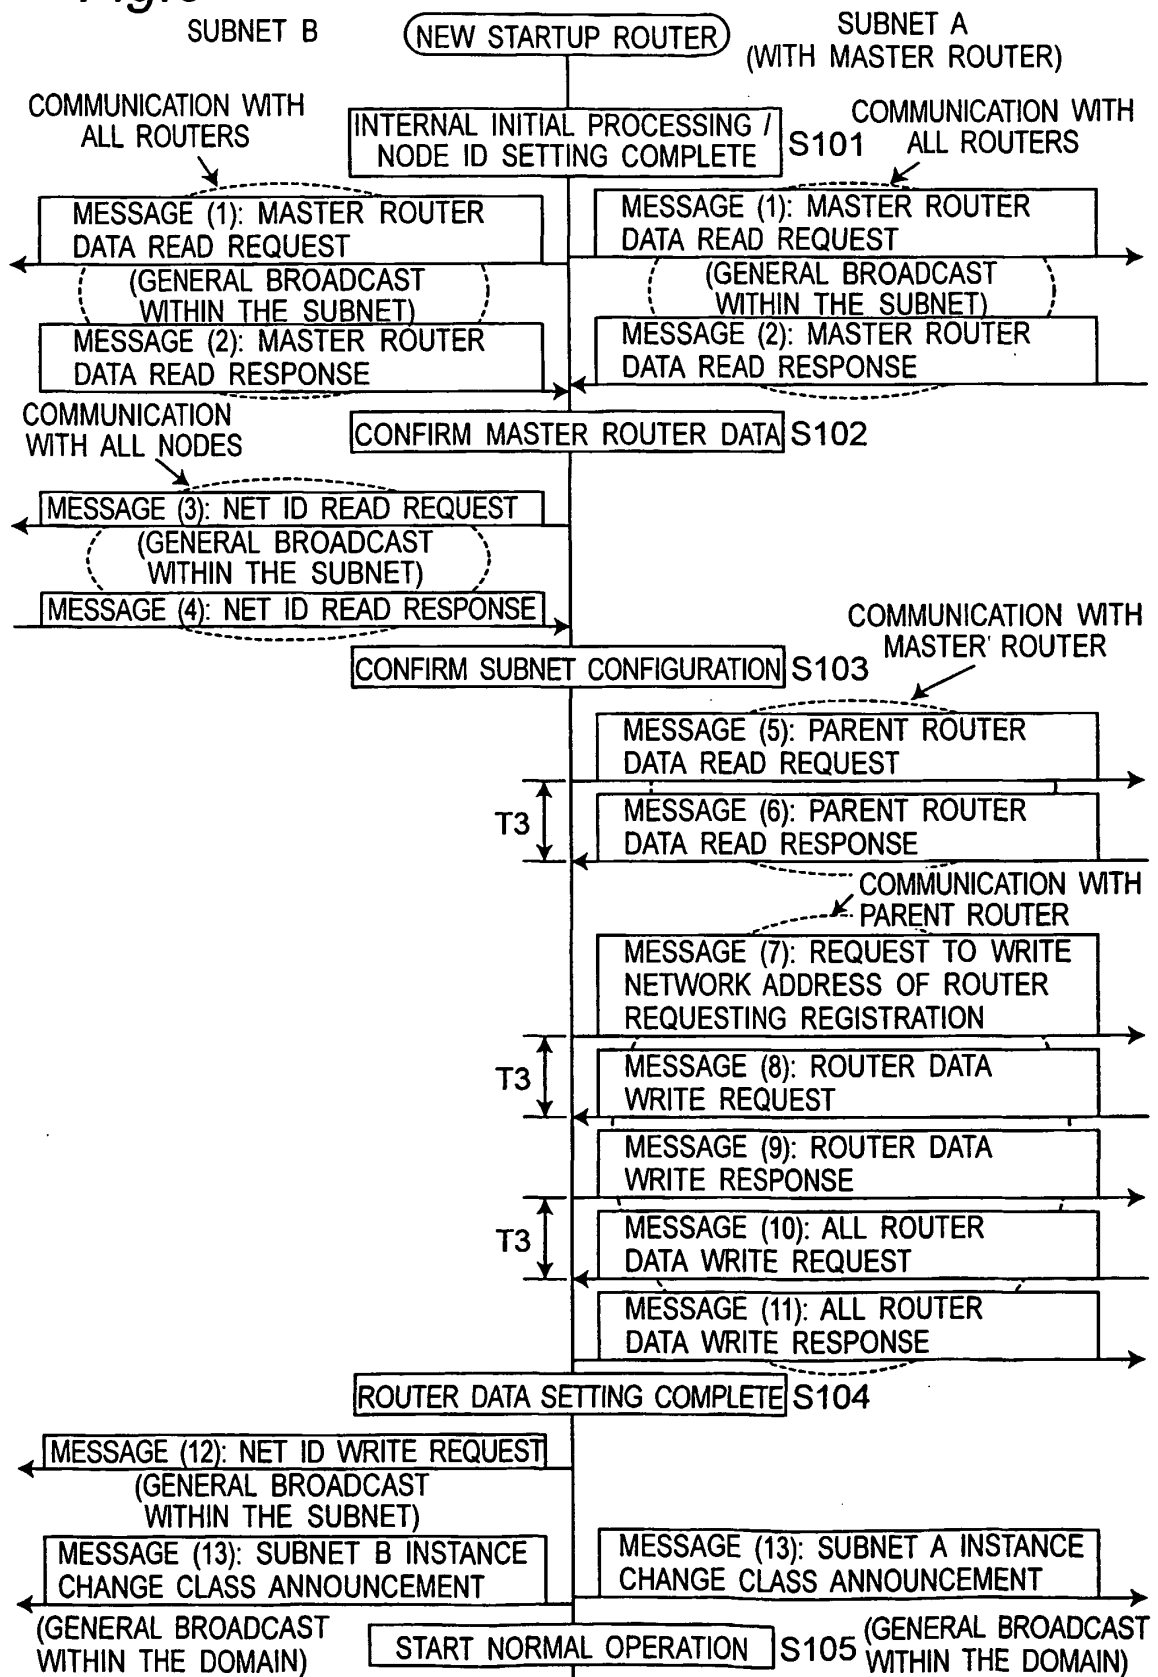 SUBNET B
NEW STARTUP ROUTER
SUBNET A
(WITH MASTER ROUTER)
COMMUNICATION WITH
ALL ROUTERS
INTERNAL INITIAL PROCESSING /
NODE ID SETTING COMPLETE
S101
COMMUNICATION WITH
ALL ROUTERS
MESSAGE (1): MASTER ROUTER
DATA READ REQUEST
(GENERAL BROADCAST
WITHIN THE SUBNET)
MESSAGE (2): MASTER ROUTER
DATA READ RESPONSE
MESSAGE (1): MASTER ROUTER
DATA READ REQUEST
(GENERAL BROADCAST
WITHIN THE SUBNET)
MESSAGE (2): MASTER ROUTER
DATA READ RESPONSE
CONFIRM MASTER ROUTER DATA
S102
COMMUNICATION
WITH ALL NODES
MESSAGE (3): NET ID READ REQUEST
(GENERAL BROADCAST
WITHIN THE SUBNET)
MESSAGE (4): NET ID READ RESPONSE
CONFIRM SUBNET CONFIGURATION
S103
COMMUNICATION WITH
MASTER ROUTER
MESSAGE (5): PARENT ROUTER
DATA READ REQUEST
T3
MESSAGE (6): PARENT ROUTER
DATA READ RESPONSE
COMMUNICATION WITH
PARENT ROUTER
MESSAGE (7): REQUEST TO WRITE
NETWORK ADDRESS OF ROUTER
REQUESTING REGISTRATION
T3
MESSAGE (8): ROUTER DATA
WRITE REQUEST
MESSAGE (9): ROUTER DATA
WRITE RESPONSE
T3
MESSAGE (10): ALL ROUTER
DATA WRITE REQUEST
MESSAGE (11): ALL ROUTER
DATA WRITE RESPONSE
ROUTER DATA SETTING COMPLETE
S104
MESSAGE (12): NET ID WRITE REQUEST
(GENERAL BROADCAST
WITHIN THE SUBNET)
MESSAGE (13): SUBNET B INSTANCE
CHANGE CLASS ANNOUNCEMENT
(GENERAL BROADCAST
WITHIN THE DOMAIN)
MESSAGE (13): SUBNET A INSTANCE
CHANGE CLASS ANNOUNCEMENT
(GENERAL BROADCAST
WITHIN THE DOMAIN)
START NORMAL OPERATION
S105